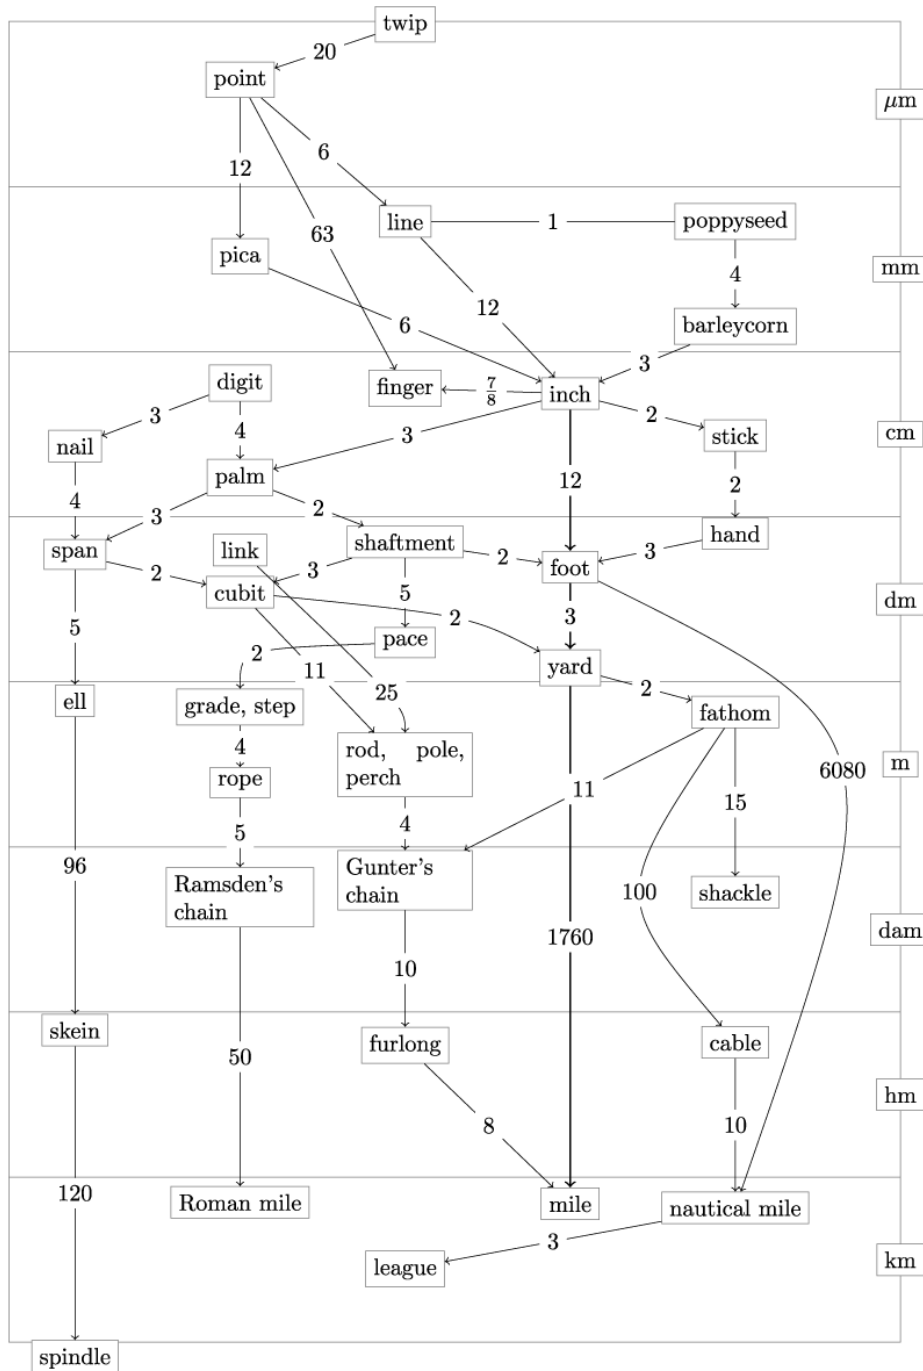 twip
20
point
μm
12
6
63
line
1
poppyseed
pica
4
mm
12
6
barleycorn
3
digit
finger
7/8
inch
3
2
nail
4
3
stick
cm
palm
4
12
2
3
2
span
link
shaftment
hand
2
3
2
foot
3
cubit
5
dm
5
2
3
2
pace
yard
11
25
2
ell
grade, step
fathom
4
rod, pole,
perch
rope
6080
m
11
15
5
4
96
Ramsden's
chain
Gunter's
chain
100
shackle
dam
1760
10
skein
furlong
cable
50
hm
8
10
120
Roman mile
mile
nautical mile
3
league
km
spindle